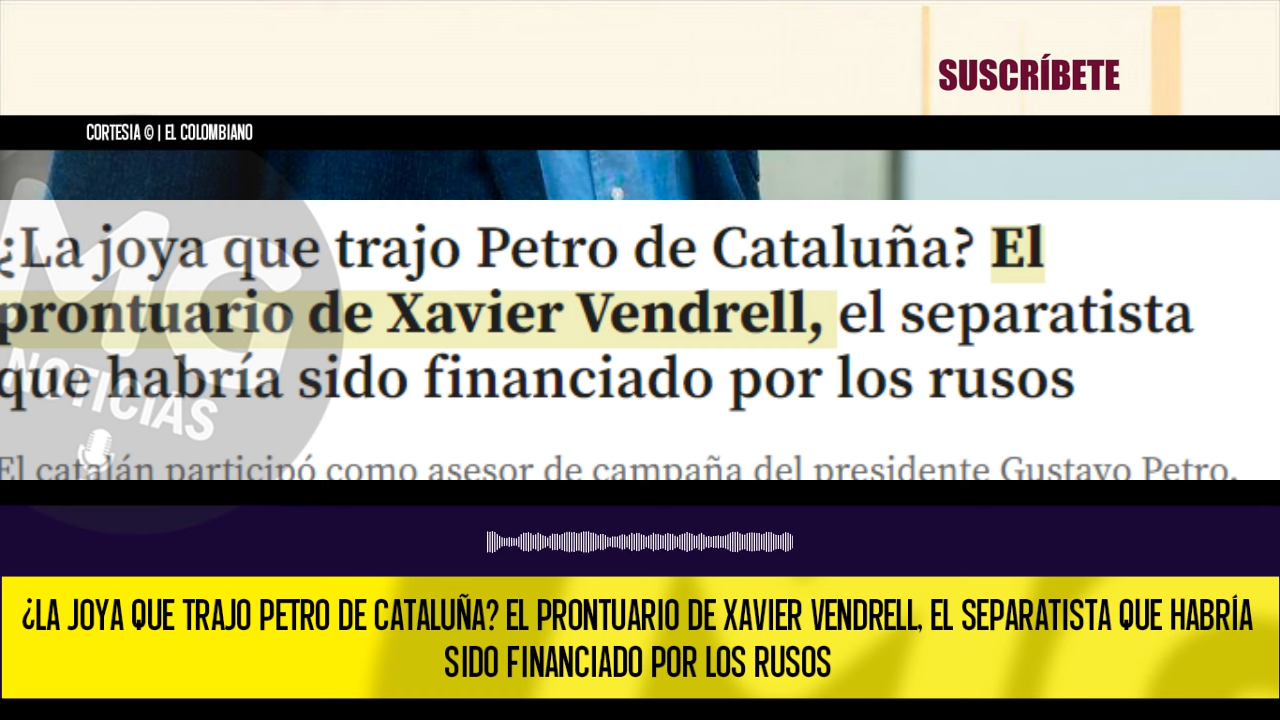 SUSCRÍBETE
CORTESIA © | EL COLOMBIANO
¿La joya que trajo Petro de Cataluña? El
prontuario de Xavier Vendrell, el separatista
que habría sido financiado por los rusos
MG
NOTICIAS
El catalán participó como asesor de campaña del presidente Gustavo Petro.
¿LA JOYA QUE TRAJO PETRO DE CATALUÑA? EL PRONTUARIO DE XAVIER VENDRELL, EL SEPARATISTA QUE HABRÍA
SIDO FINANCIADO POR LOS RUSOS